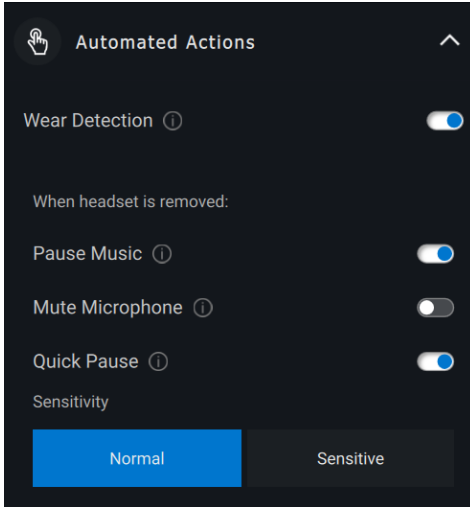 Automated Actions
Wear Detection
When headset is removed:
Pause Music
Mute Microphone
Quick Pause
Sensitivity
Normal Sensitive